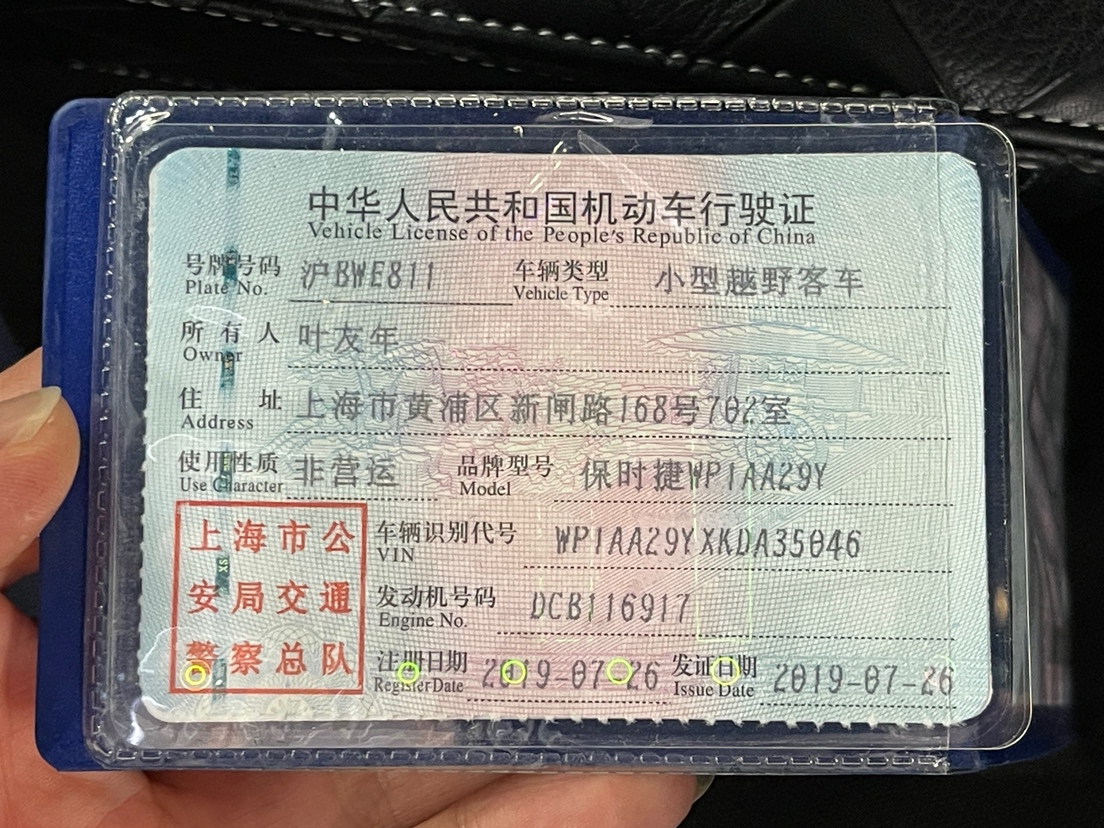 中华人民共和国机动车行驶证
Vehicle License of the People's Republic of China
号牌号码 沪BWE811 车辆类型 小型越野客车
Plate No. Vehicle Type
所有人 叶友年
Owner
住址 上海市黄浦区新闸路168号702室
Address
使用性质 非营运 品牌型号 保时捷WP1AA29Y
Use Character Model
上海市公 车辆识别代号 WP1AA29YXKDA35046
VIN
安局交通 发动机号码 DCB116917
Engine No.
警察总队 注册日期 2019-07-26 发证日期 2019-07-26
Register Date Issue Date